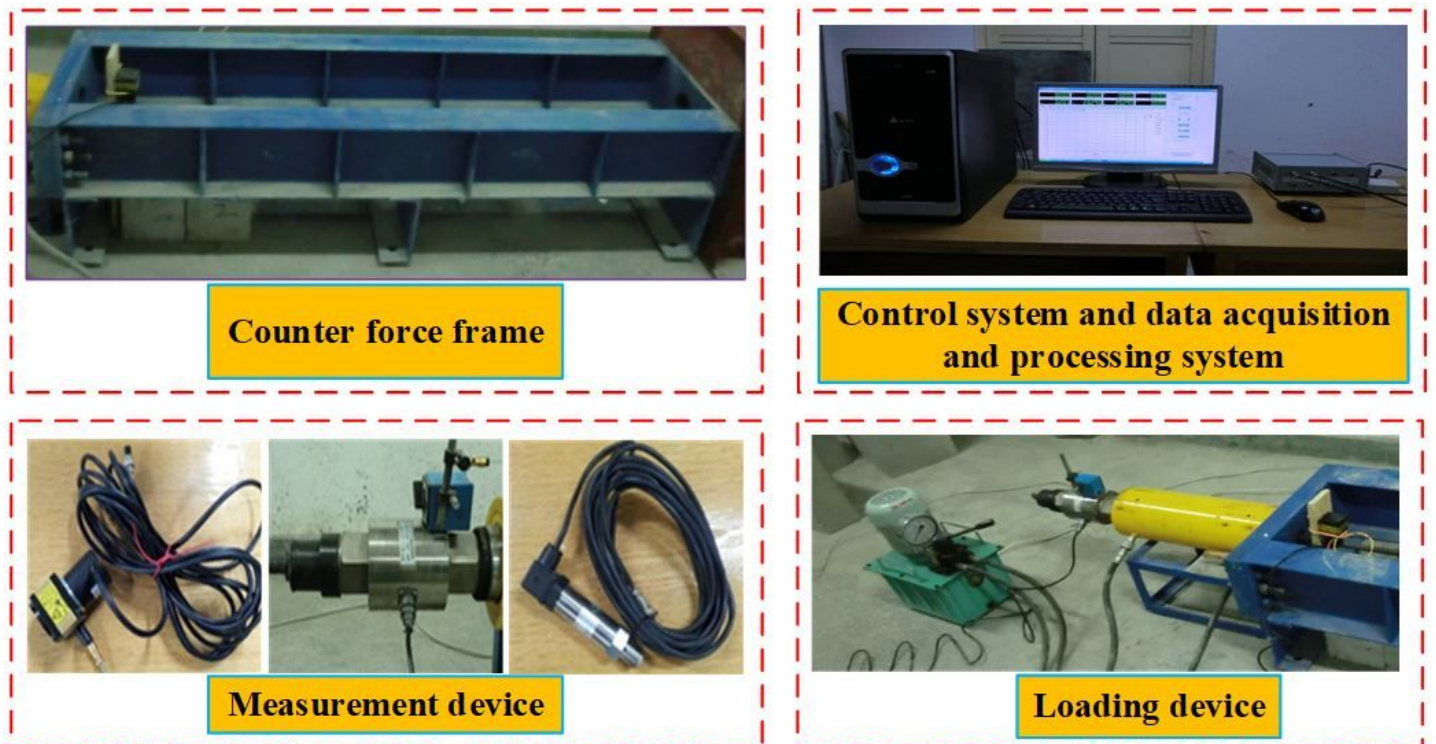 Counter force frame
Control system and data acquisition
and processing system
Measurement device
Loading device